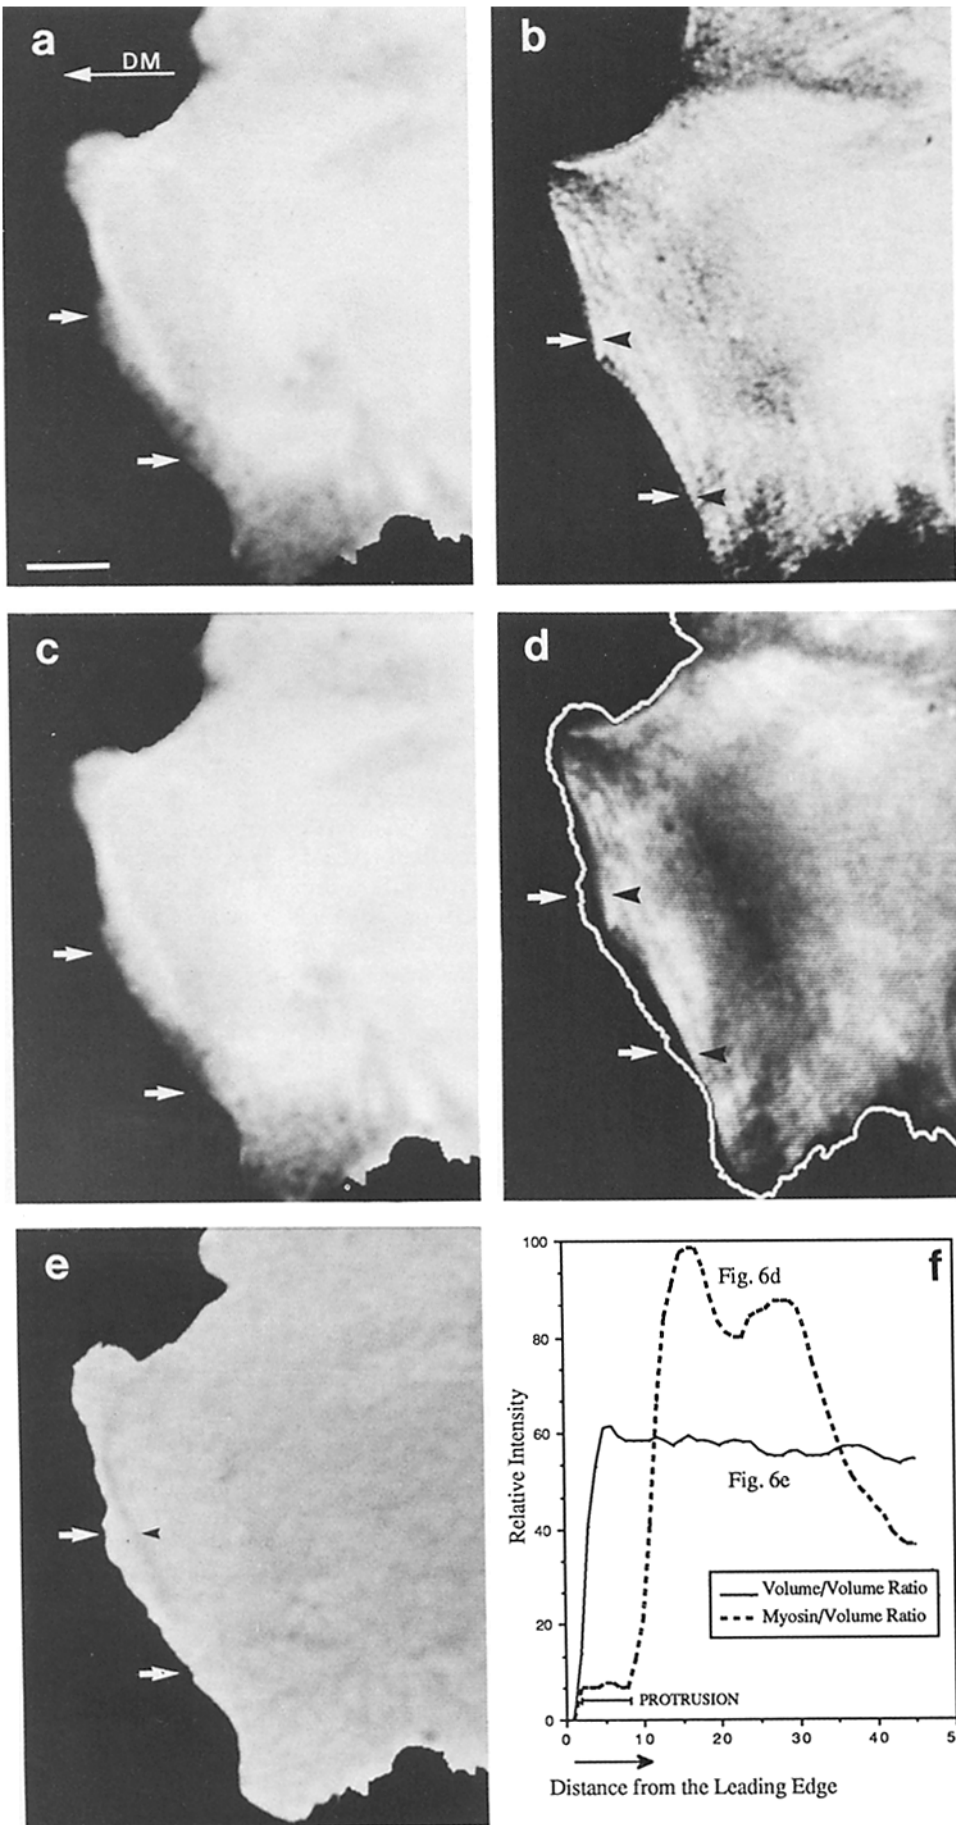 a
DM
b
c
d
e
f
100
80
60
40
20
0
Relative Intensity
Fig. 6d
Fig. 6e
Volume/Volume Ratio
Myosin/Volume Ratio
PROTRUSION
0 10 20 30 40 5
Distance from the Leading Edge